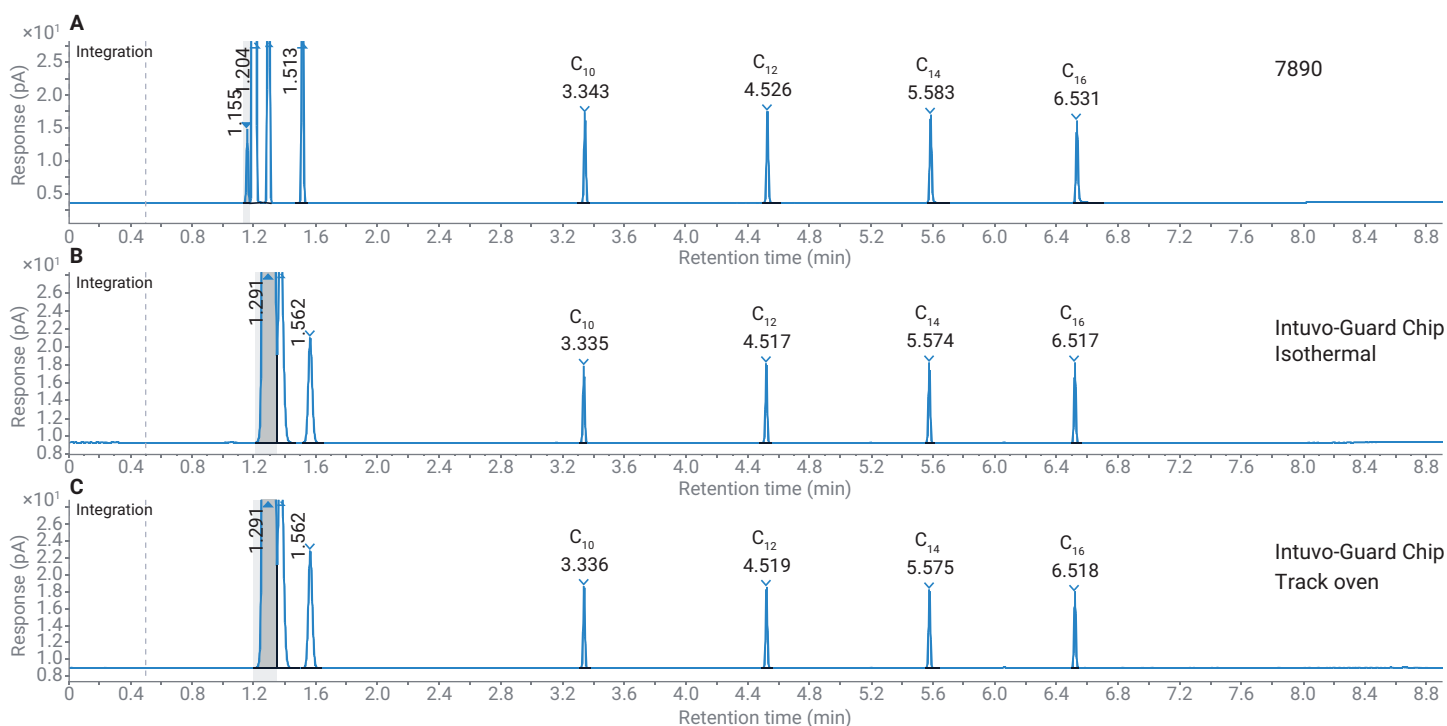 A
×10¹
Integration
7890
Response (pA)
2.5
2.0
1.5
1.0
0.5
1.155
1.204
1.513
C₁₀
3.343
C₁₂
4.526
C₁₄
5.583
C₁₆
6.531
0 0.4 0.8 1.2 1.6 2.0 2.4 2.8 3.2 3.6 4.0 4.4 4.8 5.2 5.6 6.0 6.4 6.8 7.2 7.6 8.0 8.4 8.8
Retention time (min)
B
×10¹
Integration
Intuvo-Guard Chip
Isothermal
Response (pA)
2.6
2.4
2.2
2.0
1.8
1.6
1.4
1.2
1.0
0.8
1.291
1.562
C₁₀
3.335
C₁₂
4.517
C₁₄
5.574
C₁₆
6.517
0 0.4 0.8 1.2 1.6 2.0 2.4 2.8 3.2 3.6 4.0 4.4 4.8 5.2 5.6 6.0 6.4 6.8 7.2 7.6 8.0 8.4 8.8
Retention time (min)
C
×10¹
Integration
Intuvo-Guard Chip
Track oven
Response (pA)
2.6
2.4
2.2
2.0
1.8
1.6
1.4
1.2
1.0
0.8
1.291
1.562
C₁₀
3.336
C₁₂
4.519
C₁₄
5.575
C₁₆
6.518
0 0.4 0.8 1.2 1.6 2.0 2.4 2.8 3.2 3.6 4.0 4.4 4.8 5.2 5.6 6.0 6.4 6.8 7.2 7.6 8.0 8.4 8.8
Retention time (min)